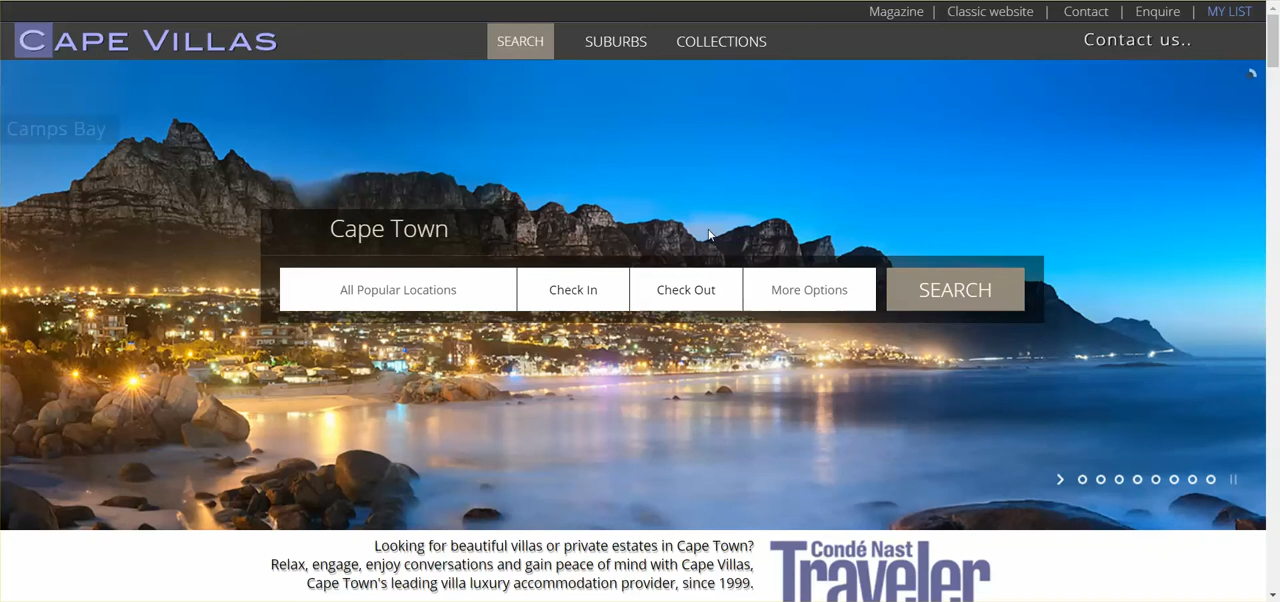 Magazine | Classic website | Contact | Enquire | MY LIST
CAPE VILLAS
SEARCH SUBURBS COLLECTIONS
Contact us..
Camps Bay
Cape Town
All Popular Locations Check In Check Out More Options SEARCH
Looking for beautiful villas or private estates in Cape Town?
Relax, engage, enjoy conversations and gain peace of mind with Cape Villas,
Cape Town's leading villa luxury accommodation provider, since 1999.
Condé Nast
Traveler